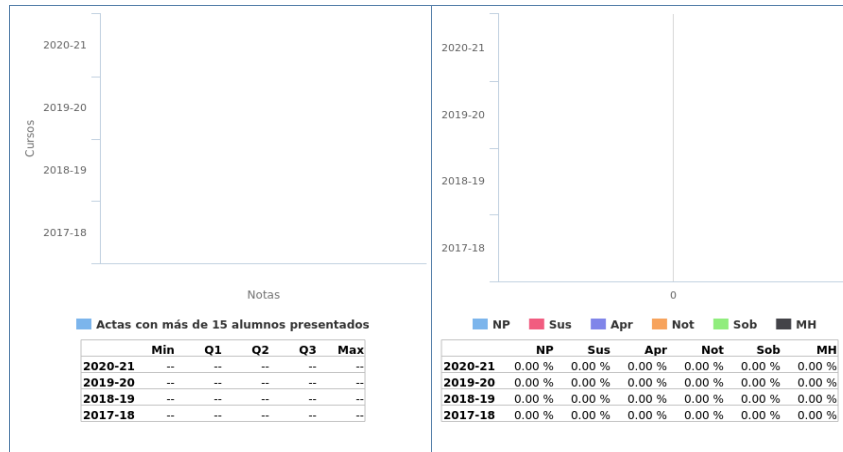 2020-21
2019-20
Cursos
2018-19
2017-18
Notas
Actas con más de 15 alumnos presentados
Min Q1 Q2 Q3 Max
2020-21 -- -- -- -- --
2019-20 -- -- -- -- --
2018-19 -- -- -- -- --
2017-18 -- -- -- -- --
2020-21
2019-20
2018-19
2017-18
0
NP Sus Apr Not Sob MH
NP Sus Apr Not Sob MH
2020-21 0.00 % 0.00 % 0.00 % 0.00 % 0.00 % 0.00 %
2019-20 0.00 % 0.00 % 0.00 % 0.00 % 0.00 % 0.00 %
2018-19 0.00 % 0.00 % 0.00 % 0.00 % 0.00 % 0.00 %
2017-18 0.00 % 0.00 % 0.00 % 0.00 % 0.00 % 0.00 %